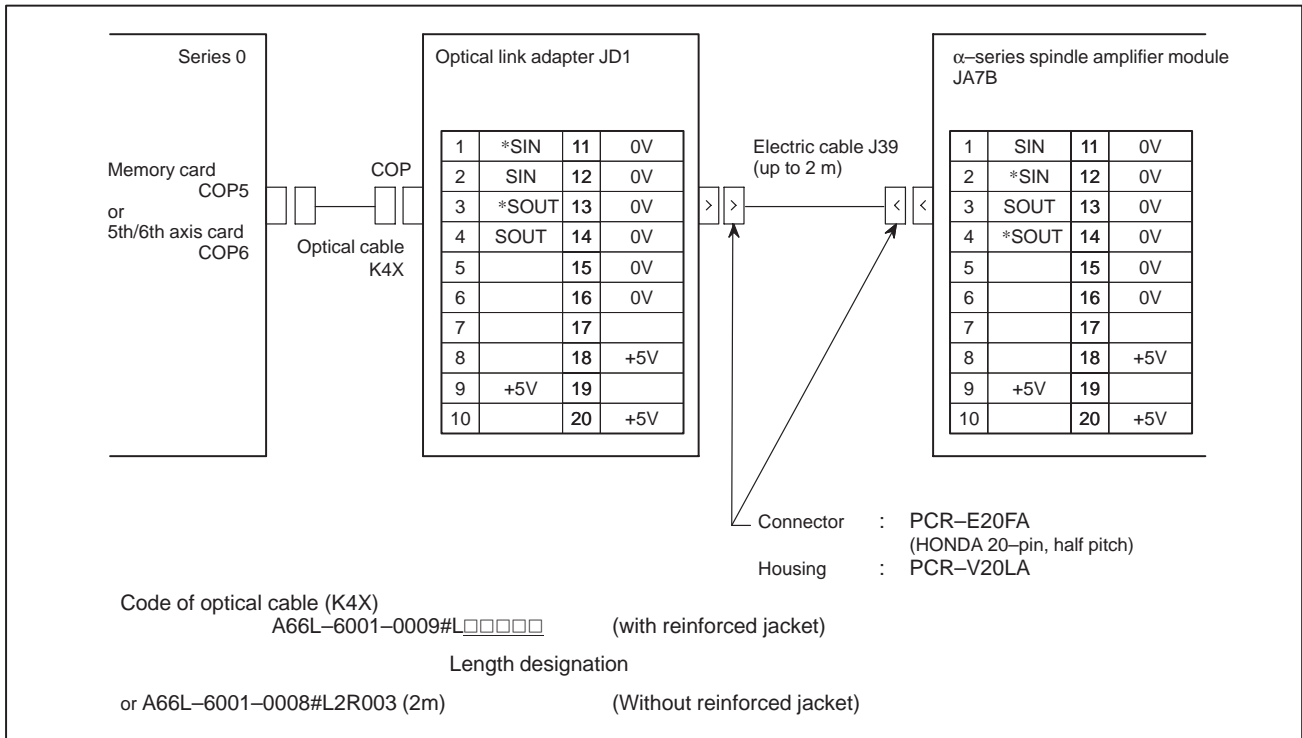 Series 0
Memory card
COP5
or
5th/6th axis card
COP6
Optical cable
K4X
COP
Optical link adapter JD1
1 *SIN 11 0V
2 SIN 12 0V
3 *SOUT 13 0V
4 SOUT 14 0V
5 15 0V
6 16 0V
7 17
8 18 +5V
9 +5V 19
10 20 +5V
Electric cable J39
(up to 2 m)
α–series spindle amplifier module
JA7B
1 SIN 11 0V
2 *SIN 12 0V
3 SOUT 13 0V
4 *SOUT 14 0V
5 15 0V
6 16 0V
7 17
8 18 +5V
9 +5V 19
10 20 +5V
Connector : PCR–E20FA
(HONDA 20–pin, half pitch)
Housing : PCR–V20LA
Code of optical cable (K4X)
A66L–6001–0009#L□□□□□ (with reinforced jacket)
Length designation
or A66L–6001–0008#L2R003 (2m) (Without reinforced jacket)